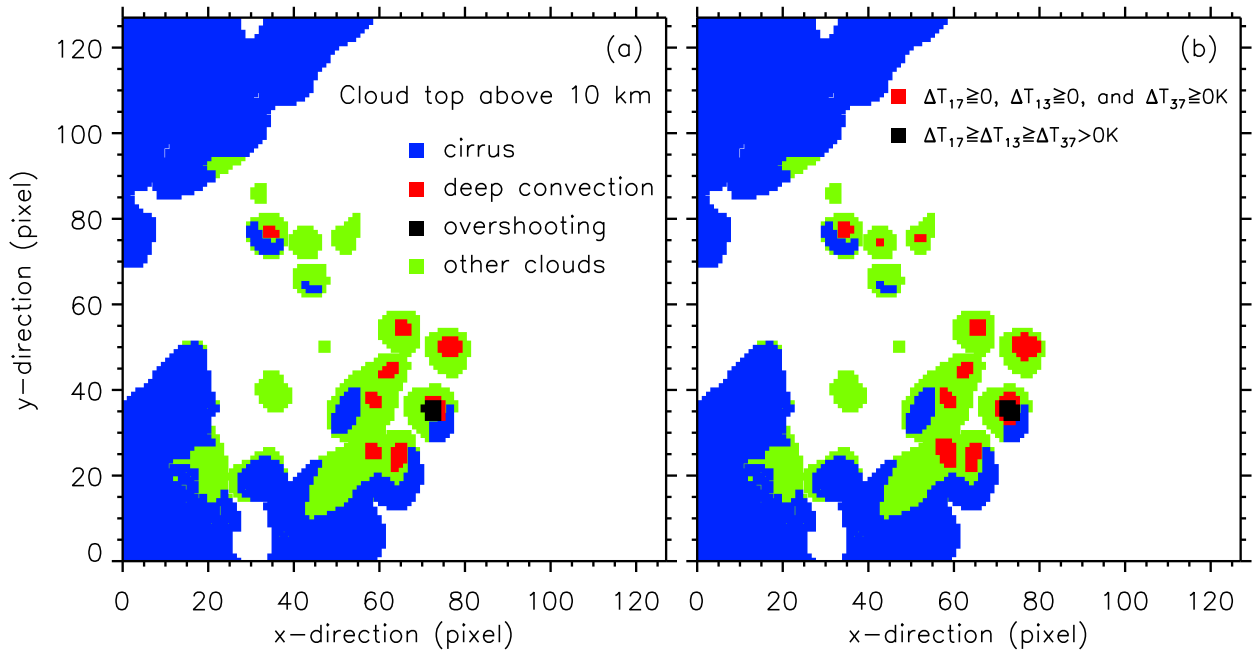 (a)
Cloud top above 10 km
cirrus
deep convection
overshooting
other clouds
120
100
80
60
40
20
0
y-direction (pixel)
0 20 40 60 80 100 120
x-direction (pixel)
(b)
ΔT₁₇≧0, ΔT₁₃≧0, and ΔT₃₇≧0K
ΔT₁₇≧ΔT₁₃≧ΔT₃₇>0K
0 20 40 60 80 100 120
x-direction (pixel)